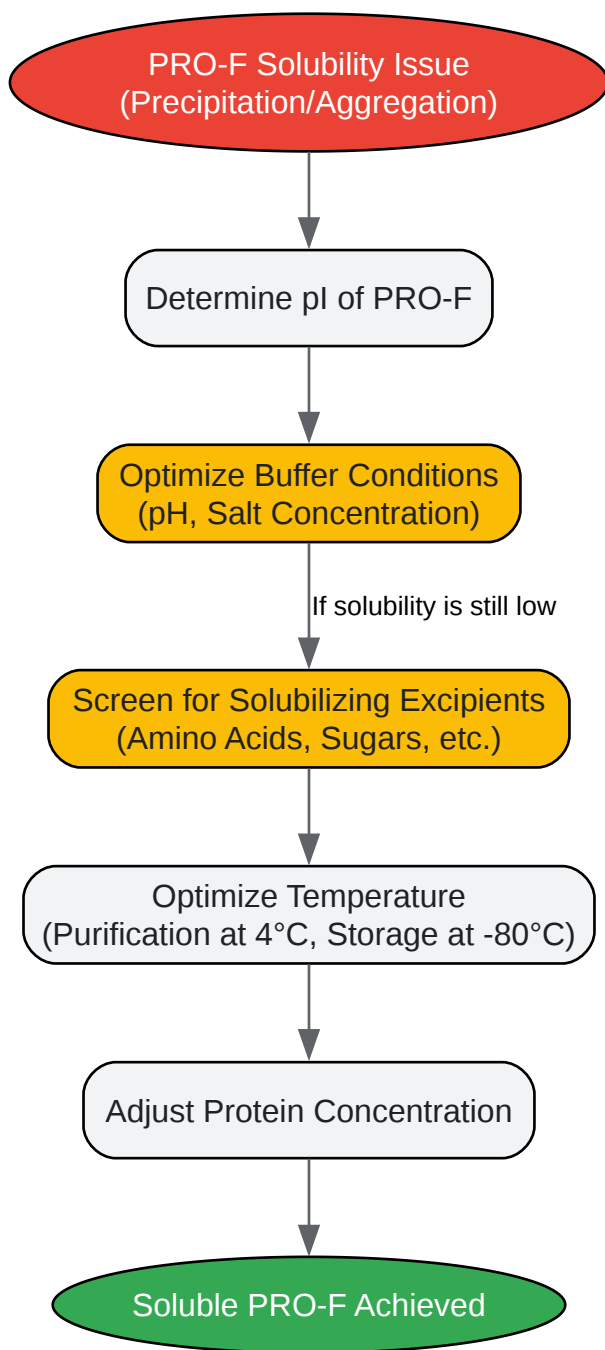 PRO-F Solubility Issue
(Precipitation/Aggregation)
Determine pI of PRO-F
Optimize Buffer Conditions
(pH, Salt Concentration)
If solubility is still low
Screen for Solubilizing Excipients
(Amino Acids, Sugars, etc.)
Optimize Temperature
(Purification at 4°C, Storage at -80°C)
Adjust Protein Concentration
Soluble PRO-F Achieved